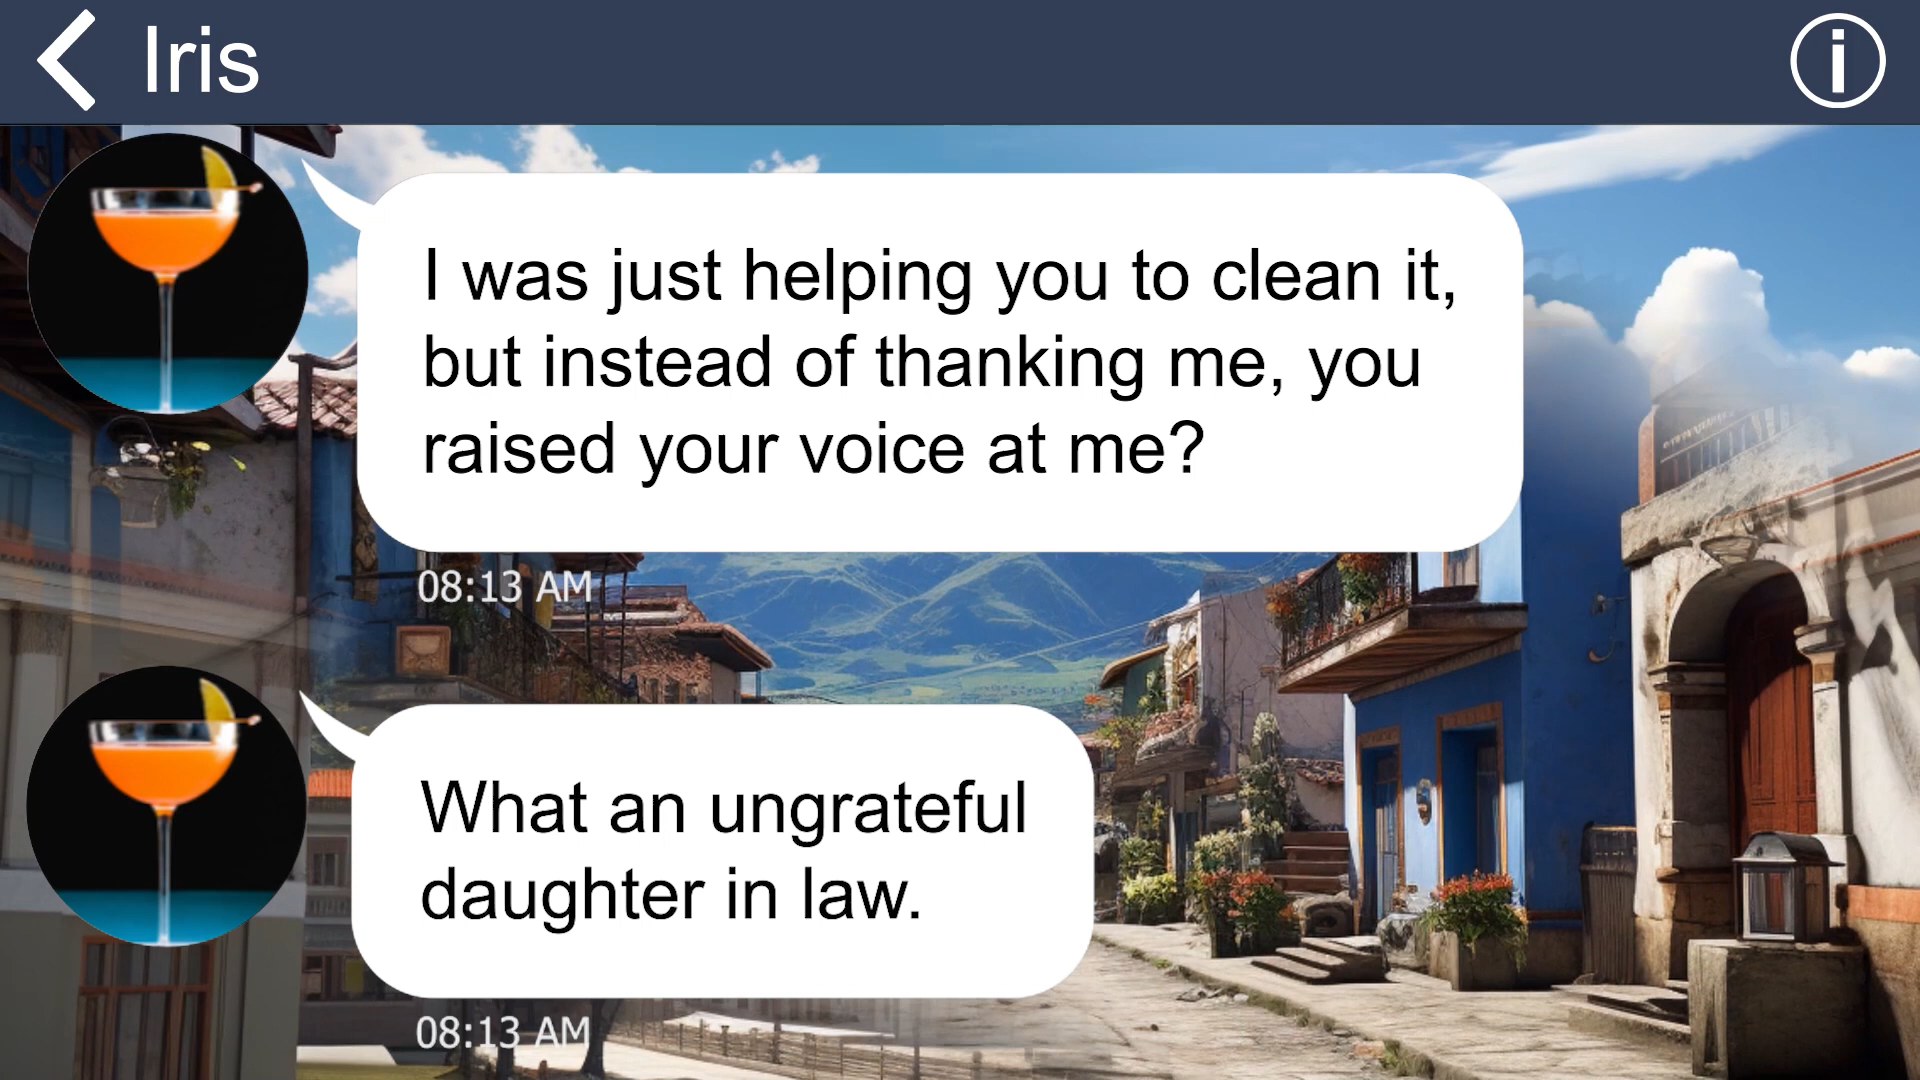 Iris
I was just helping you to clean it,
but instead of thanking me, you
raised your voice at me?
08:13 AM
What an ungrateful
daughter in law.
08:13 AM